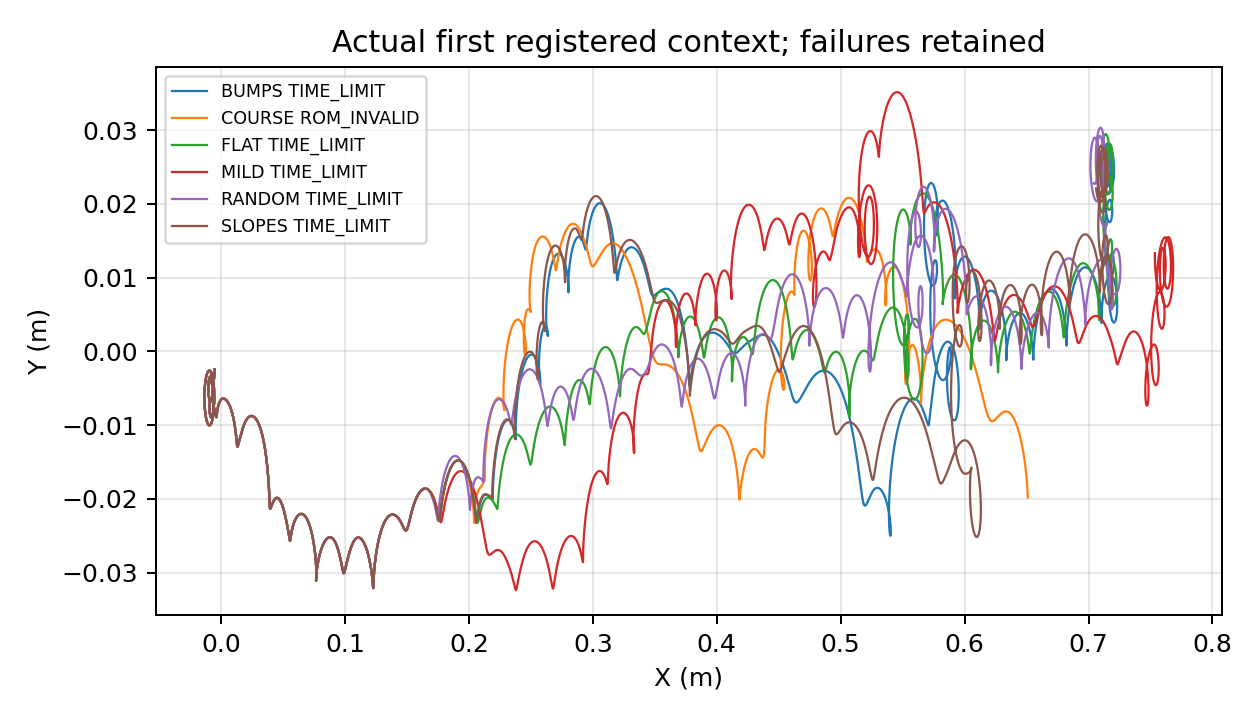 Actual first registered context; failures retained
BUMPS TIME_LIMIT
COURSE ROM_INVALID
FLAT TIME_LIMIT
MILD TIME_LIMIT
RANDOM TIME_LIMIT
SLOPES TIME_LIMIT
0.03
0.02
0.01
0.00
−0.01
−0.02
−0.03
Y (m)
0.0 0.1 0.2 0.3 0.4 0.5 0.6 0.7 0.8
X (m)